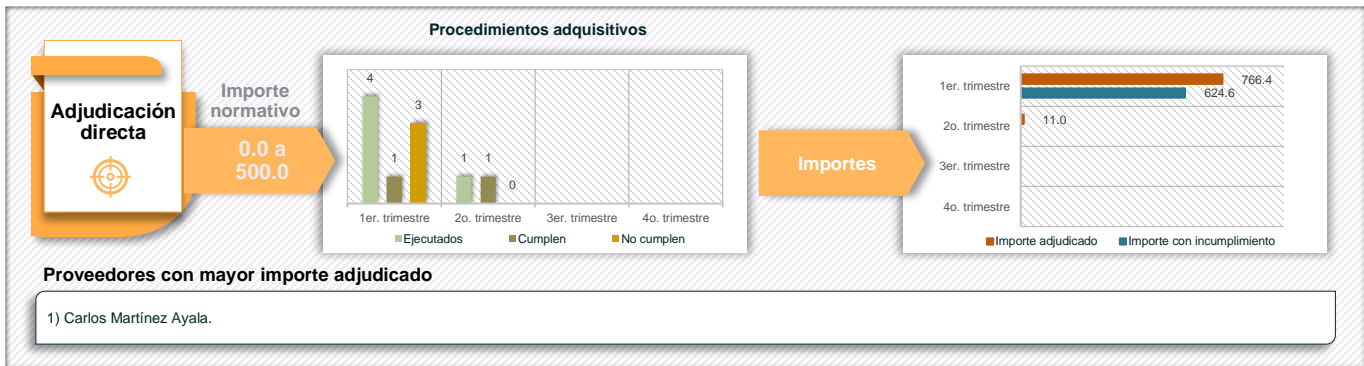 Procedimientos adquisitivos
Adjudicación
directa
Importe
normativo
0.0 a
500.0
4
1
3
1
1
0
1er. trimestre
2o. trimestre
3er. trimestre
4o. trimestre
Ejecutados
Cumplen
No cumplen
Importes
1er. trimestre
766.4
624.6
2o. trimestre
11.0
3er. trimestre
4o. trimestre
Importe adjudicado
Importe con incumplimiento
Proveedores con mayor importe adjudicado
1) Carlos Martínez Ayala.